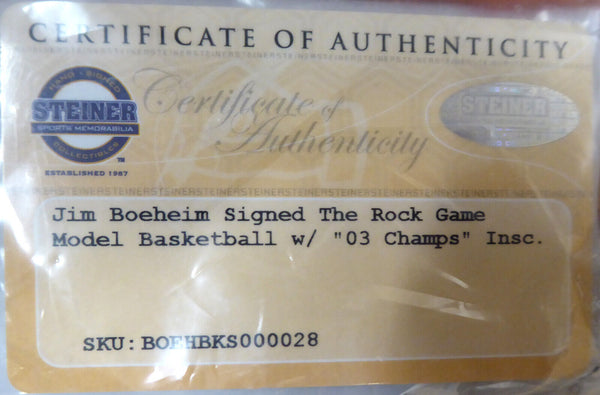 CERTIFICATE OF AUTHENTICITY
HAND - SIGNED
STEINER
SPORTS MEMORABILIA
COLLECTIBLES
TM
ESTABLISHED 1987
Certificate of
Authenticity
STEINER
Jim Boeheim Signed The Rock Game
Model Basketball w/ "03 Champs" Insc.
SKU: BOEHBKS000028